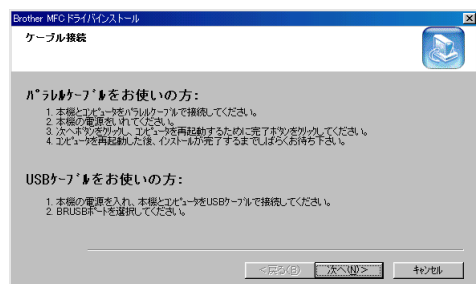 Brother MFC ドライバインストール
ケーブル接続
ﾊﾟﾗﾚﾙｹｰﾌﾞﾙをお使いの方:
1. 本機とｺﾝﾋﾟｭｰﾀをﾊﾟﾗﾚﾙｹｰﾌﾞﾙで接続してください。
2. 本機の電源をいれてください。
3. 次へﾎﾞﾀﾝをｸﾘｯｸし、ｺﾝﾋﾟｭｰﾀを再起動するために完了ﾎﾞﾀﾝをｸﾘｯｸしてください。
4. ｺﾝﾋﾟｭｰﾀを再起動した後、ｲﾝｽﾄｰﾙが完了するまでしばらくお待ち下さい。
USBｹｰﾌﾞﾙをお使いの方:
1. 本機の電源を入れ、本機とｺﾝﾋﾟｭｰﾀをUSBｹｰﾌﾞﾙで接続してください。
2. BRUSBﾎﾟｰﾄを選択してください。
<戻る(B) 次へ(N)> ｷｬﾝｾﾙ